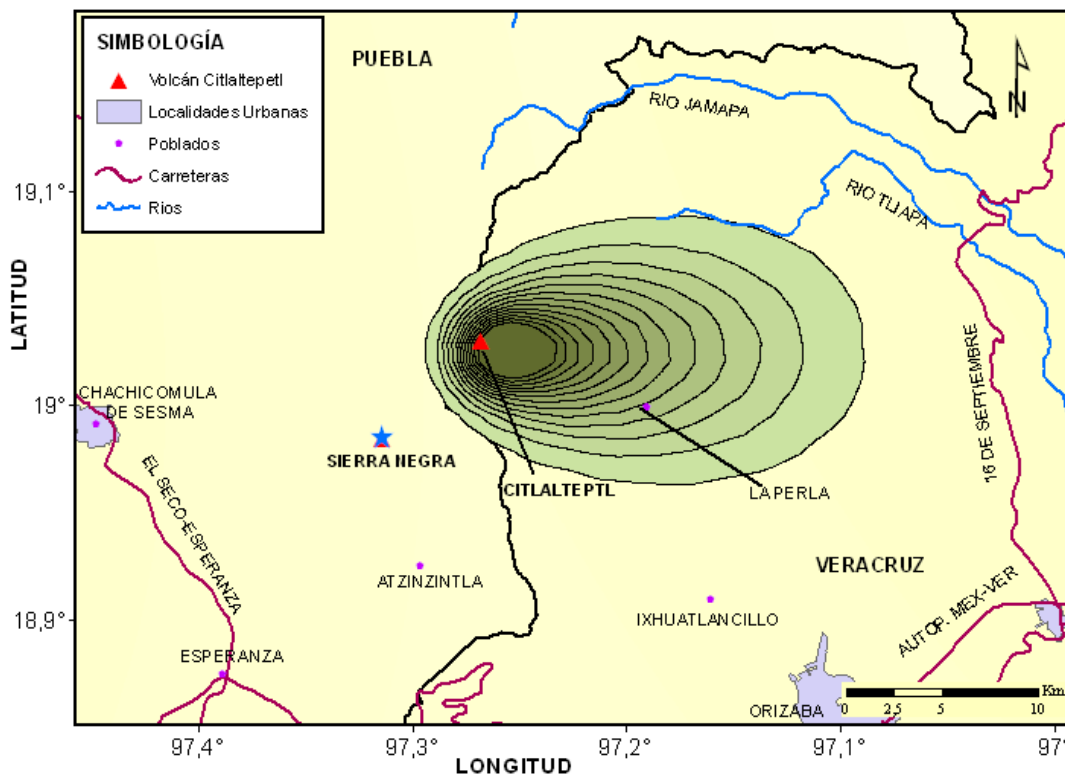 SIMBOLOGÍA
Volcán Citlaltepetl
Localidades Urbanas
Poblados
Carreteras
Rios
PUEBLA
N
RIO JAMAPA
RIO TLIAPA
19,1°
LATITUD
19°
18,9°
CHACHICOMULA
DE SESMA
EL SECO-ESPERANZA
SIERRA NEGRA
CITLALTEPTL
LA PERLA
16 DE SEPTIEMBRE
ATZINZINTLA
VERACRUZ
IXHUATLANCILLO
AUTOP. MEX-VER
ESPERANZA
ORIZABA
Km
0 2,5 5 10
97,4° 97,3° 97,2° 97,1° 97°
LONGITUD